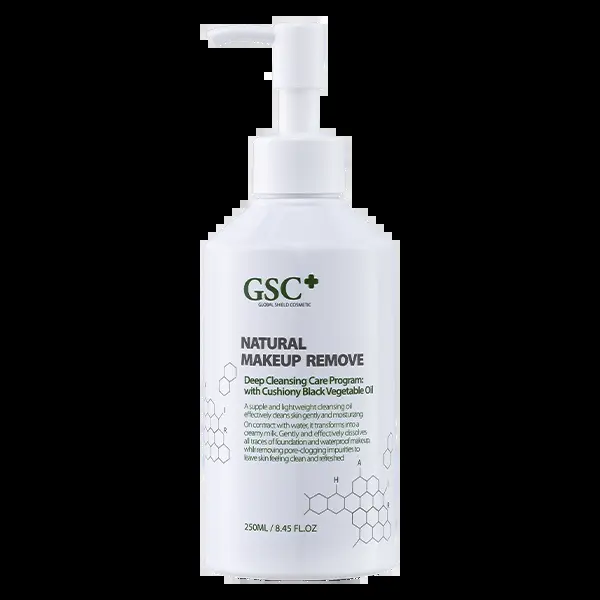 GSC+
GLOBAL SHIELD COSMETIC
NATURAL
MAKEUP REMOVE
Deep Cleansing Care Program:
with Cushiony Black Vegetable Oil
A supple and lightweight cleansing oil
effectively cleans skin gently and moisturizing.
On contract with water, it transforms into a
creamy milk. Gently and effectively dissolves
all traces of foundation and waterproof makeup,
while removing pore-clogging impurities to
leave skin feeling clean and refreshed
I
R
A
H
I
R
250ML / 8.45 FL.OZ